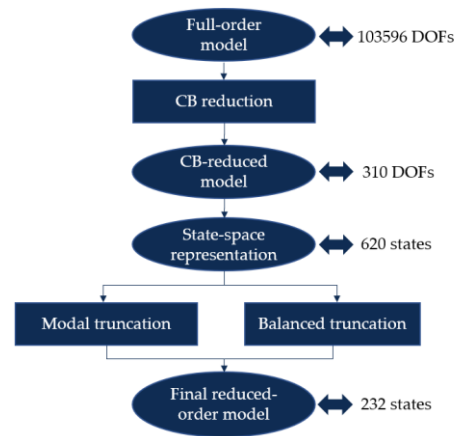 Full-order
model
103596 DOFs
CB reduction
CB-reduced
model
310 DOFs
State-space
representation
620 states
Modal truncation
Balanced truncation
Final reduced-
order model
232 states